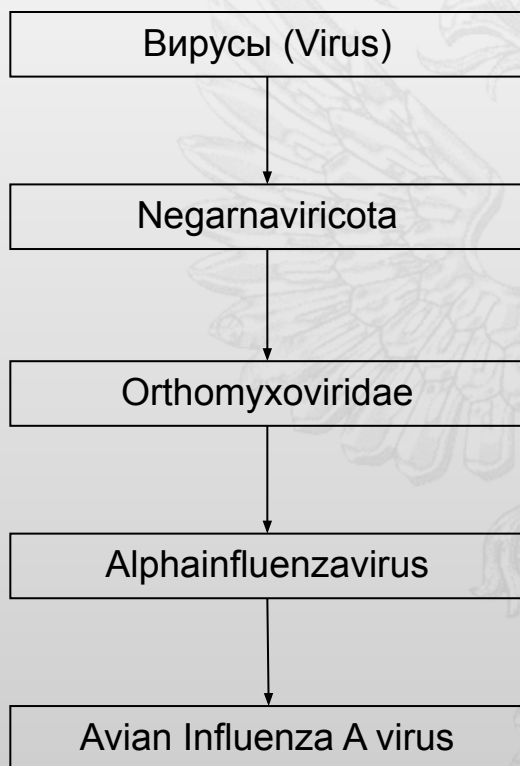 Вирусы (Virus)
Negarnaviricota
Orthomyxoviridae
Alphainfluenzavirus
Avian Influenza A virus